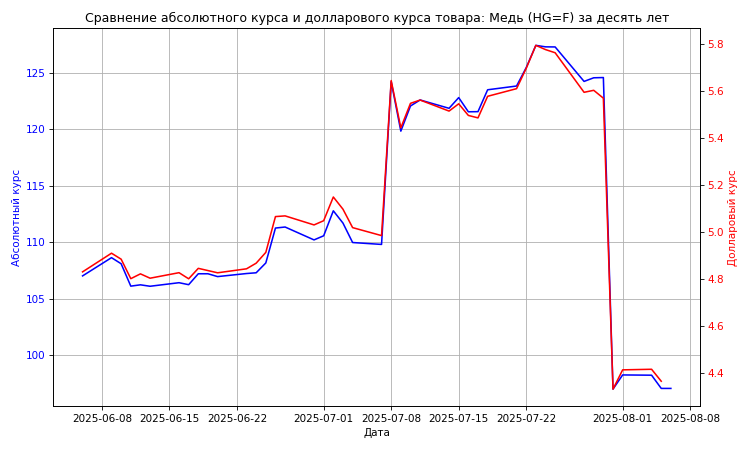 Сравнение абсолютного курса и долларового курса товара: Медь (HG=F) за десять лет
Абсолютный курс
125
120
115
110
105
100
5.8
5.6
5.4
5.2
5.0
4.8
4.6
4.4
Долларовый курс
2025-06-08 2025-06-15 2025-06-22 2025-07-01 2025-07-08 2025-07-15 2025-07-22 2025-08-01 2025-08-08
Дата